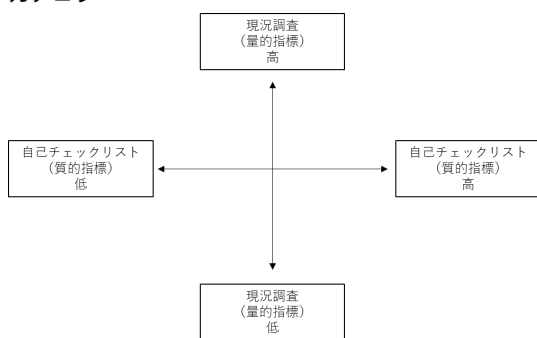 現況調査
（量的指標）
高
自己チェックリスト
（質的指標）
低
自己チェックリスト
（質的指標）
高
現況調査
（量的指標）
低